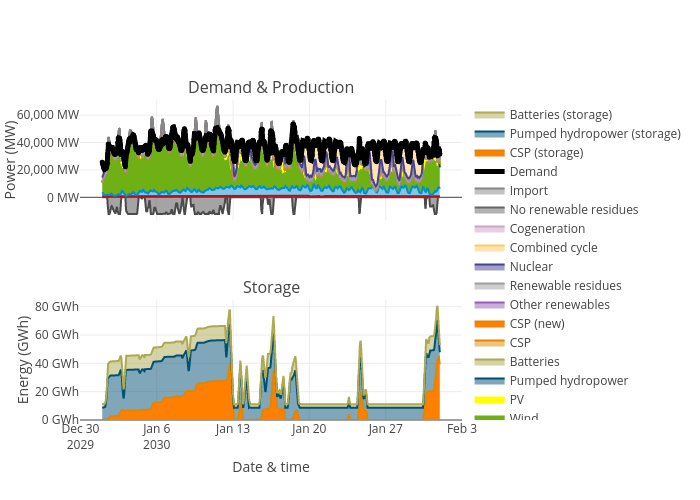 Demand & Production
60,000 MW
40,000 MW
20,000 MW
0 MW
Power (MW)
Storage
80 GWh
60 GWh
40 GWh
20 GWh
0 GWh
Energy (GWh)
Dec 30
2029
Jan 6
2030
Jan 13
Jan 20
Jan 27
Feb 3
Date & time
Batteries (storage)
Pumped hydropower (storage)
CSP (storage)
Demand
Import
No renewable residues
Cogeneration
Combined cycle
Nuclear
Renewable residues
Other renewables
CSP (new)
CSP
Batteries
Pumped hydropower
PV
Wind